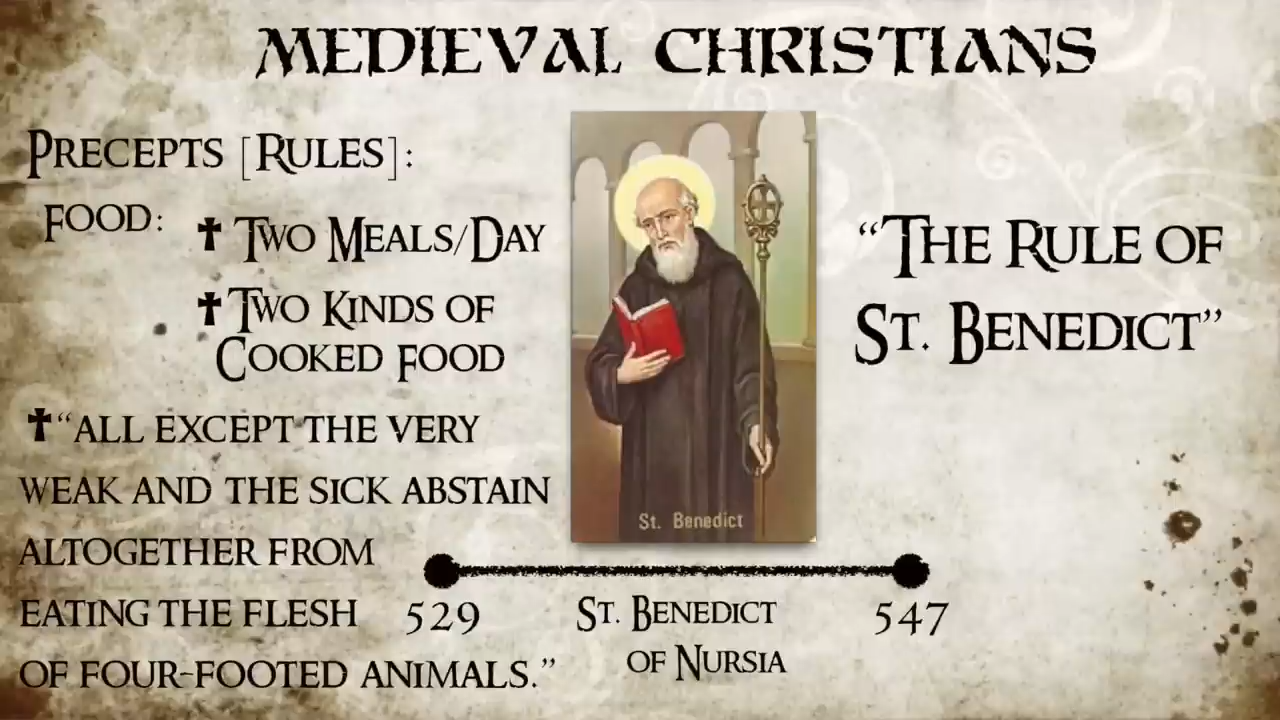 MEDIEVAL CHRISTIANS
PRECEPTS [RULES]:
FOOD:
✝ TWO MEALS/DAY
✝ TWO KINDS OF
COOKED FOOD
✝ “ALL EXCEPT THE VERY
WEAK AND THE SICK ABSTAIN
ALTOGETHER FROM
EATING THE FLESH
OF FOUR-FOOTED ANIMALS.”
St. Benedict
529
ST. BENEDICT
OF NURSIA
547
“THE RULE OF
ST. BENEDICT”